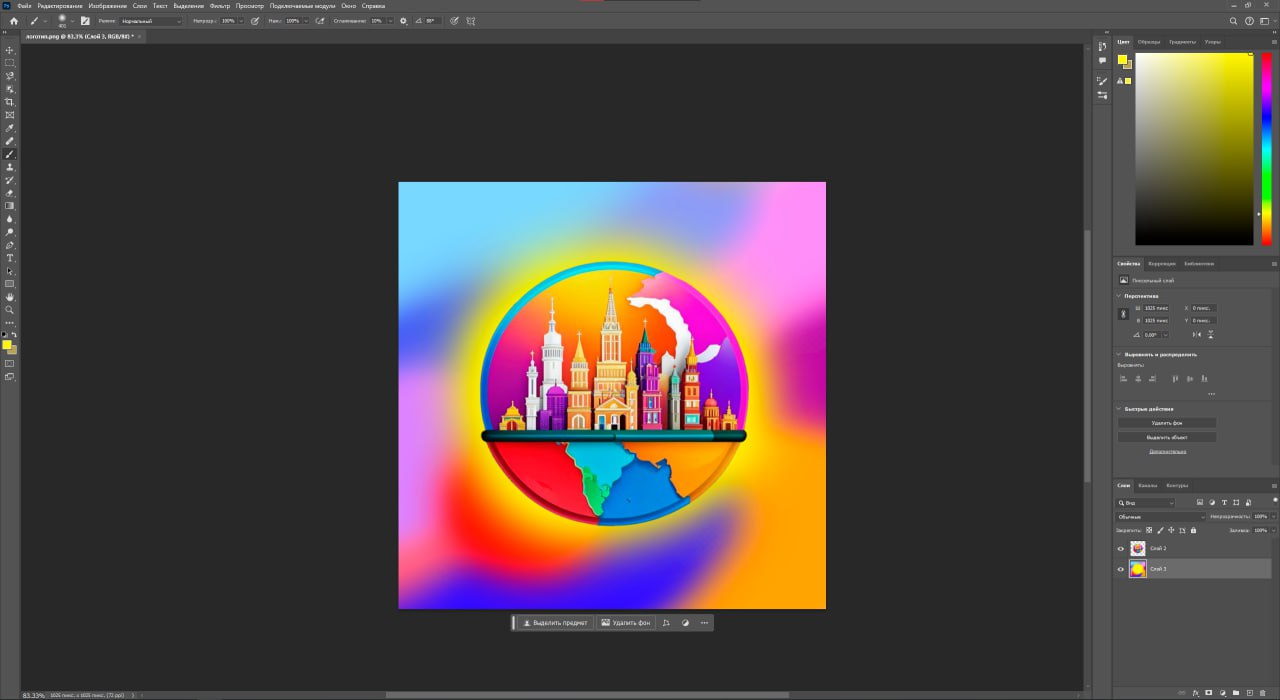 Файл Редактирование Изображение Слои Текст Выделение Фильтр Просмотр Подключаемые модули Окно Справка
401 Режим: Нормальный Непрозр.: 100% Наж.: 100% Сглаживание: 10% 88°
логотип.png @ 83,3% (Слой 3, RGB/8#) *
Цвет Образцы Градиенты Узоры
Свойства Коррекция Библиотеки
Пиксельный слой
Перспектива
Ш 1025 пикс X 0 пикс.
В 1025 пикс Y 0 пикс.
0,00°
Выровнять и распределить
Выровнять:
Быстрые действия
Удалить фон
Выделить объект
Дополнительно
Слои Каналы Контуры
Вид
Обычные Непрозрачность: 100%
Закрепить: Заливка: 100%
Слой 2
Слой 3
Выделить предмет Удалить фон
83,33% 1025 пикс. x 1025 пикс. (72 ppi)